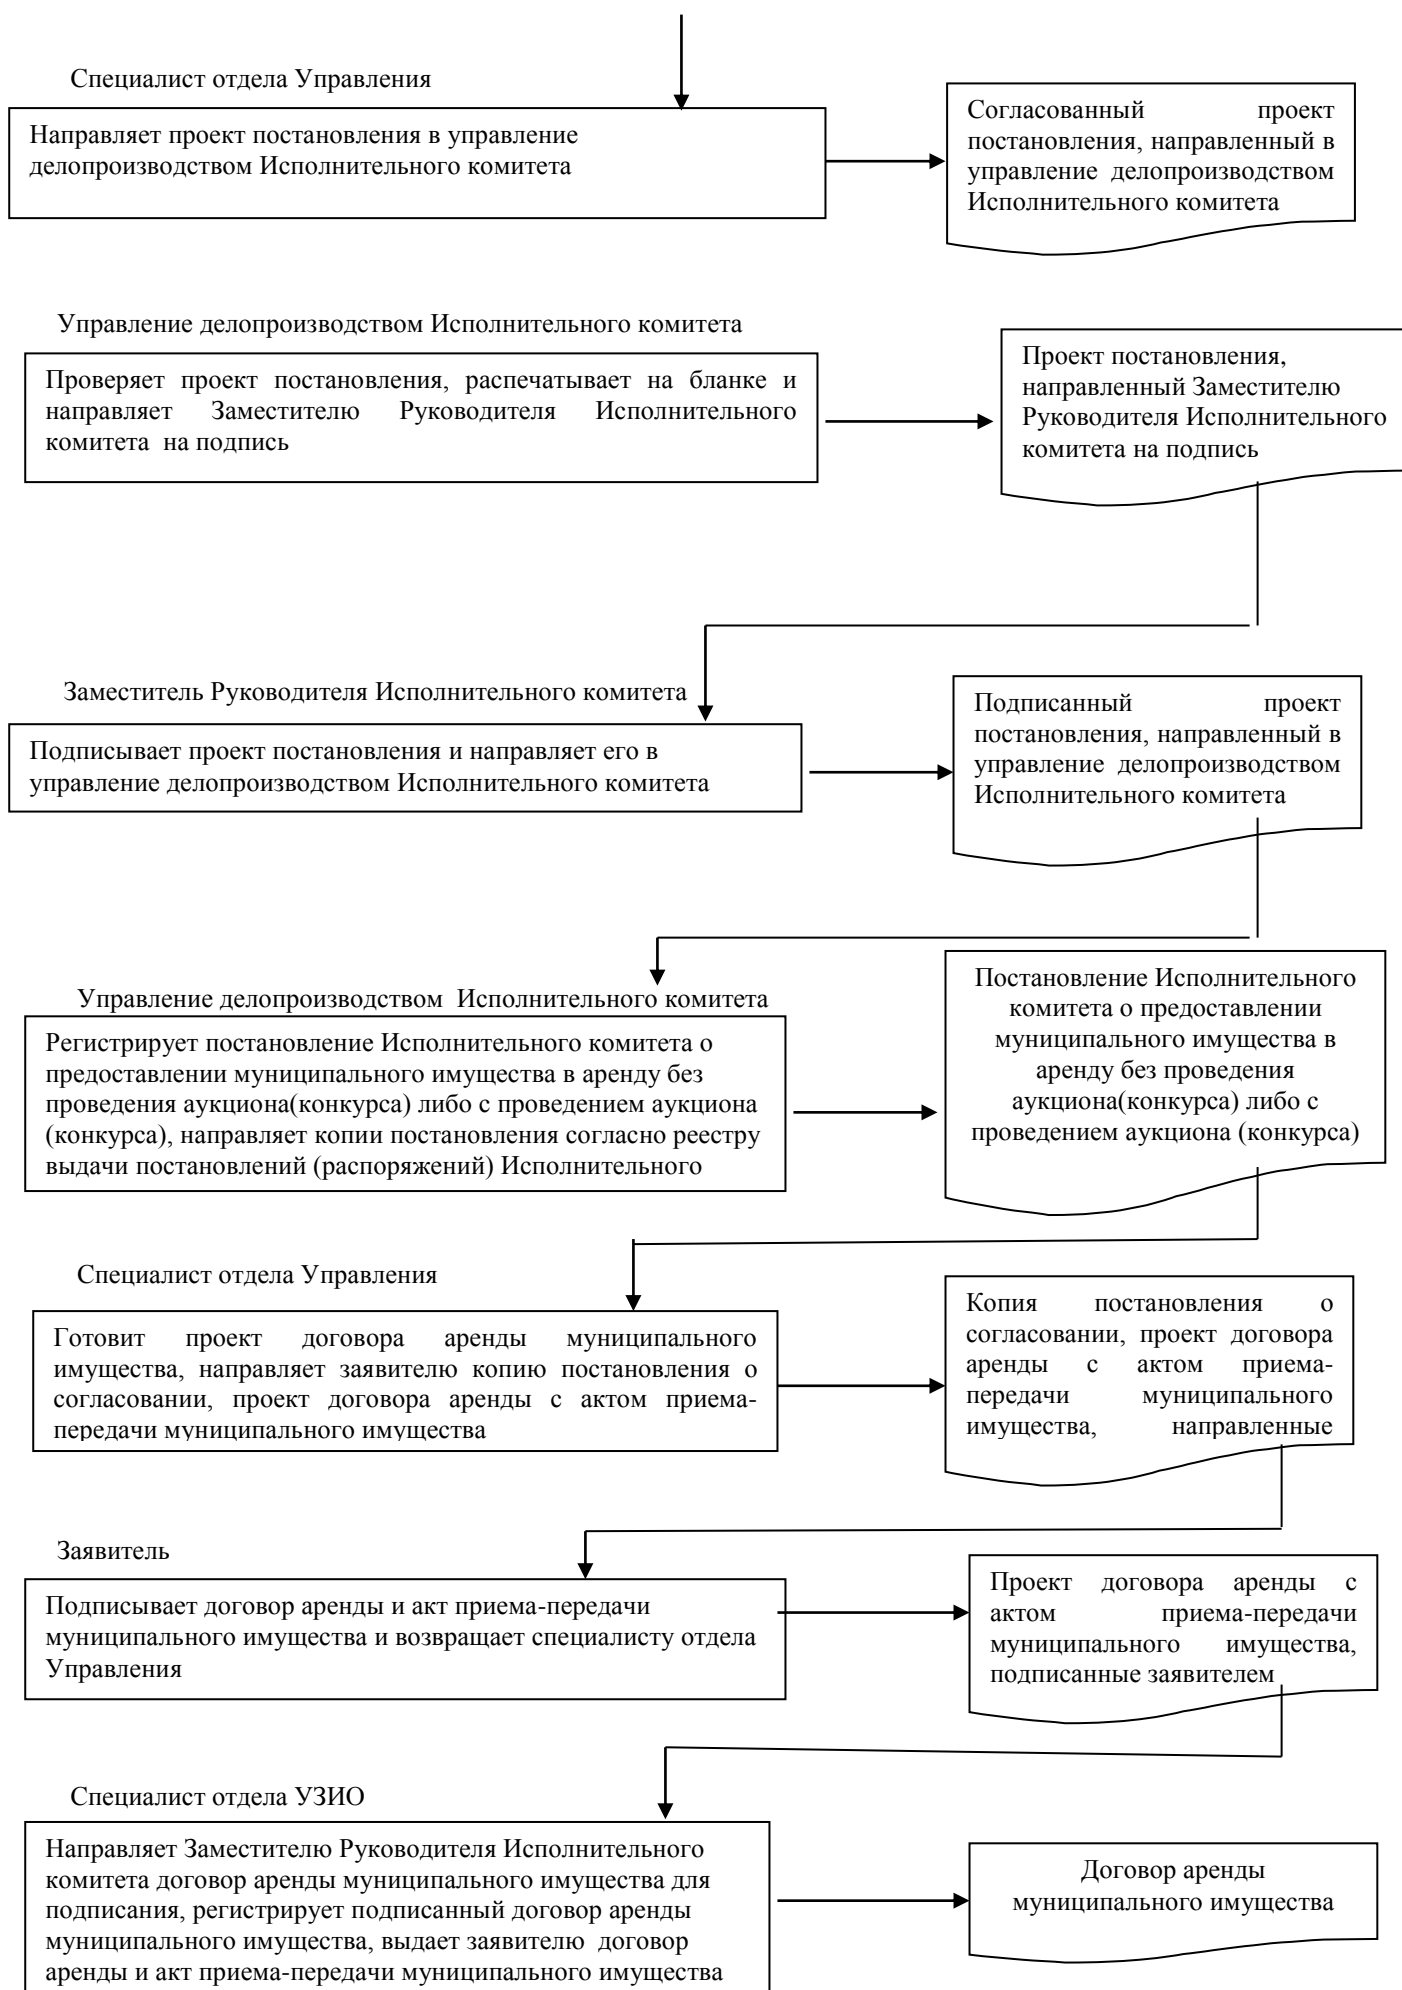 Специалист отдела Управления
Направляет проект постановления в управление
делопроизводством Исполнительного комитета
Согласованный проект
постановления, направленный в
управление делопроизводством
Исполнительного комитета
Управление делопроизводством Исполнительного комитета
Проверяет проект постановления, распечатывает на бланке и
направляет Заместителю Руководителя Исполнительного
комитета на подпись
Проект постановления,
направленный Заместителю
Руководителя Исполнительного
комитета на подпись
Заместитель Руководителя Исполнительного комитета
Подписывает проект постановления и направляет его в
управление делопроизводством Исполнительного комитета
Подписанный проект
постановления, направленный в
управление делопроизводством
Исполнительного комитета
Управление делопроизводством Исполнительного комитета
Регистрирует постановление Исполнительного комитета о
предоставлении муниципального имущества в аренду без
проведения аукциона(конкурса) либо с проведением аукциона
(конкурса), направляет копии постановления согласно реестру
выдачи постановлений (распоряжений) Исполнительного
Постановление Исполнительного
комитета о предоставлении
муниципального имущества в
аренду без проведения
аукциона(конкурса) либо с
проведением аукциона (конкурса)
Специалист отдела Управления
Готовит проект договора аренды муниципального
имущества, направляет заявителю копию постановления о
согласовании, проект договора аренды с актом приема-
передачи муниципального имущества
Копия постановления о
согласовании, проект договора
аренды с актом приема-
передачи муниципального
имущества, направленные
Заявитель
Подписывает договор аренды и акт приема-передачи
муниципального имущества и возвращает специалисту отдела
Управления
Проект договора аренды с
актом приема-передачи
муниципального имущества,
подписанные заявителем
Специалист отдела УЗИО
Направляет Заместителю Руководителя Исполнительного
комитета договор аренды муниципального имущества для
подписания, регистрирует подписанный договор аренды
муниципального имущества, выдает заявителю договор
аренды и акт приема-передачи муниципального имущества
Договор аренды
муниципального имущества